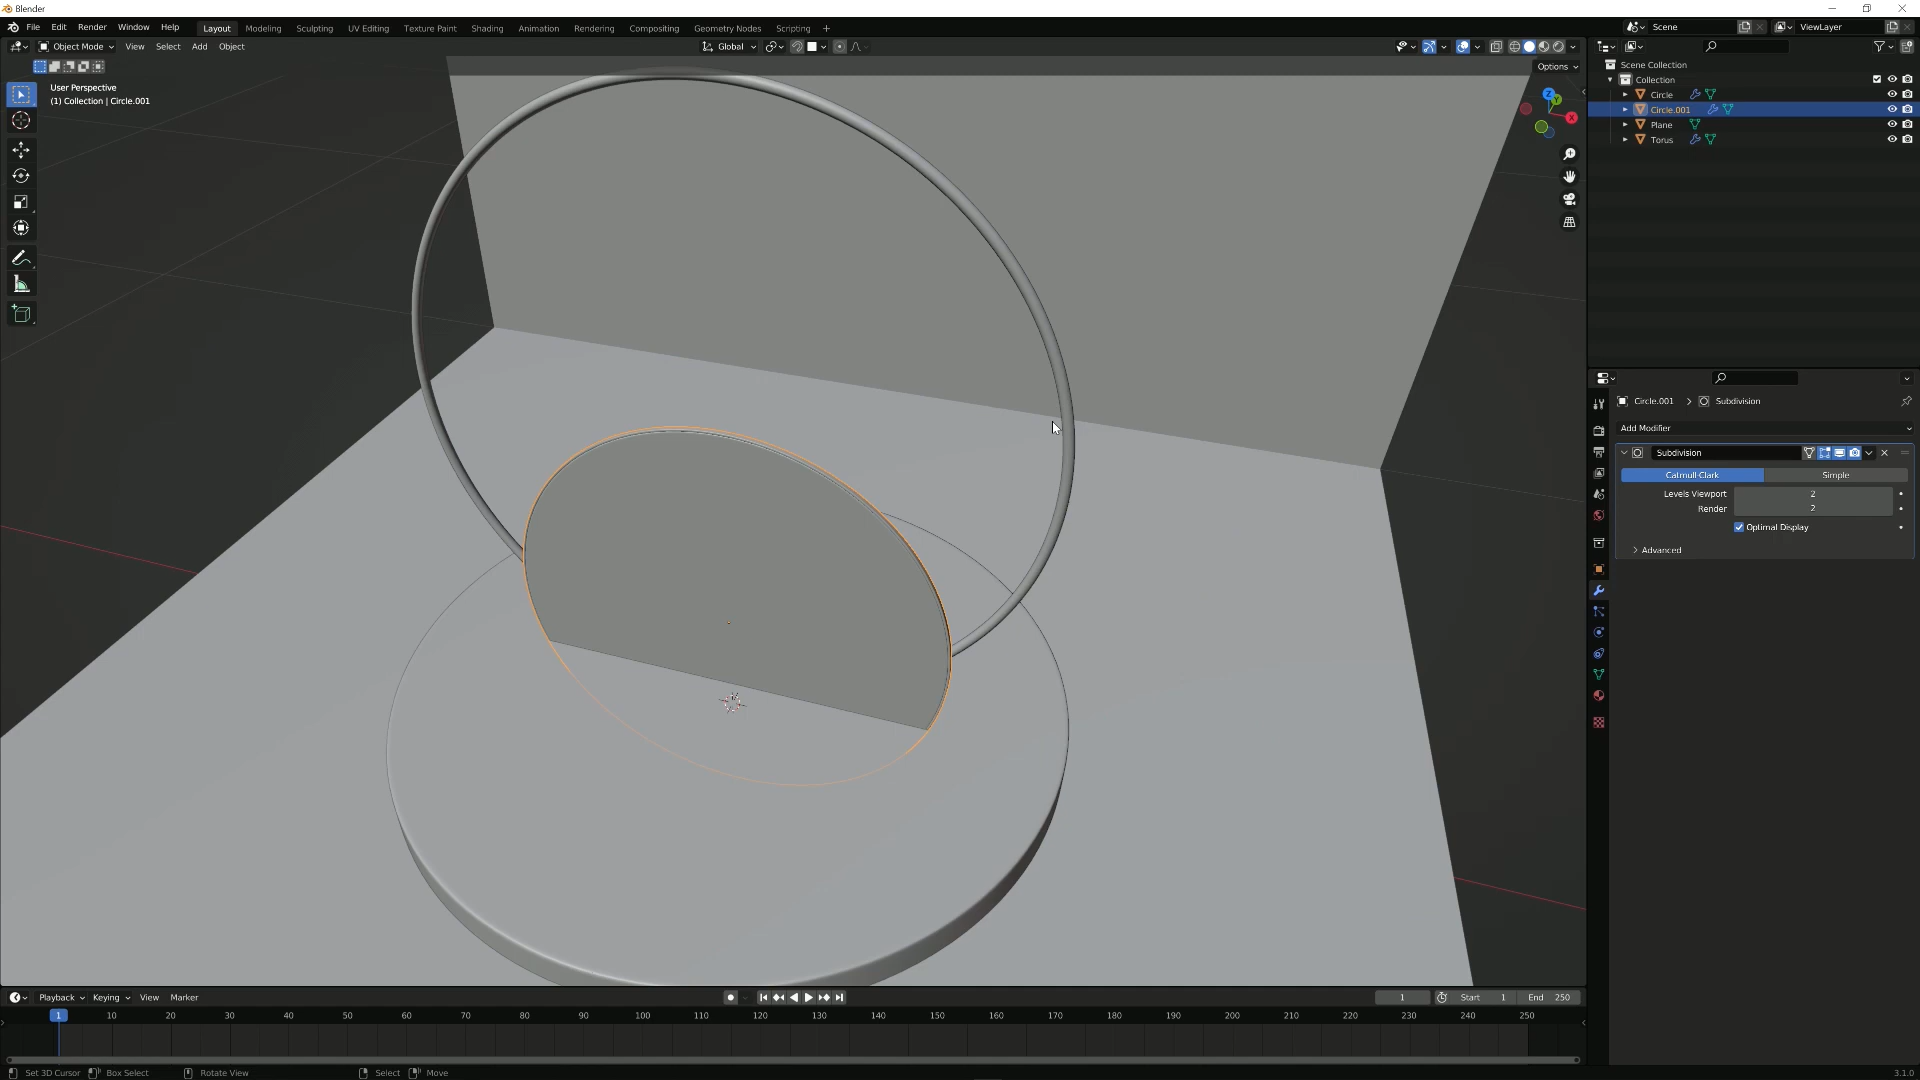 Blender
File Edit Render Window Help Layout Modeling Sculpting UV Editing Texture Paint Shading Animation Rendering Compositing Geometry Nodes Scripting + Scene ViewLayer
Object Mode View Select Add Object Global
Options
User Perspective
(1) Collection | Circle.001
Z
Y
X
Scene Collection
Collection
Circle
Circle.001
Plane
Torus
Circle.001 > Subdivision
Add Modifier
Subdivision
Catmull-Clark Simple
Levels Viewport 2
Render 2
Optimal Display
> Advanced
Playback Keying View Marker 1 Start 1 End 250
1 10 20 30 40 50 60 70 80 90 100 110 120 130 140 150 160 170 180 190 200 210 220 230 240 250
Set 3D Cursor Box Select Rotate View Select Move 3.1.0